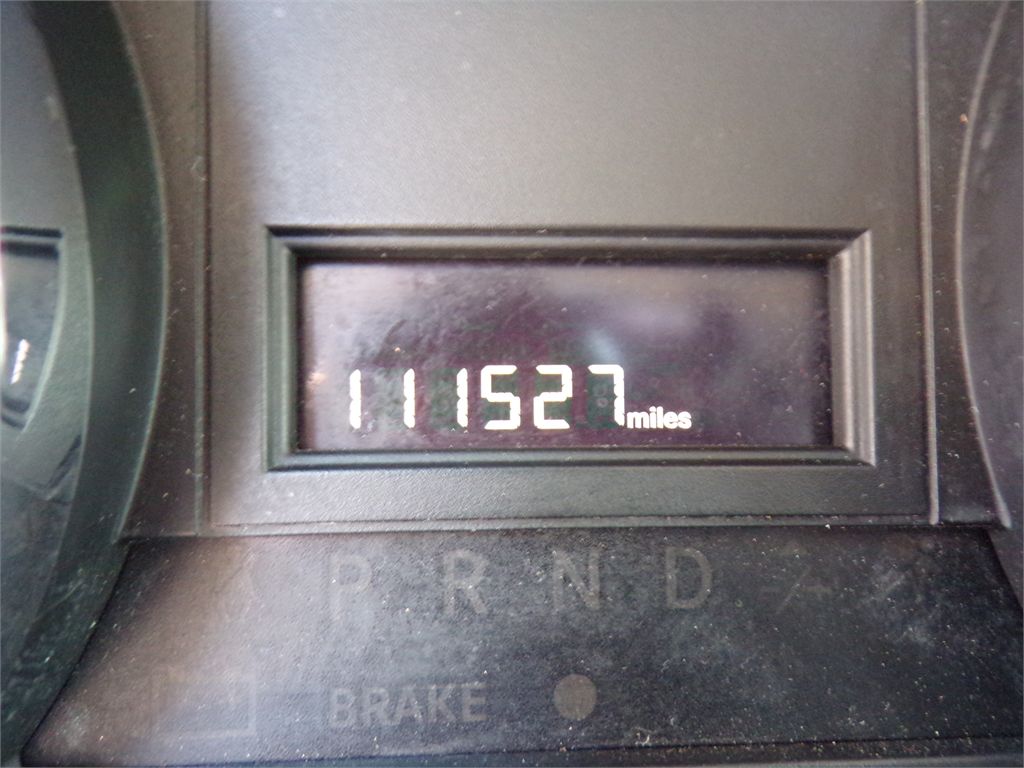 111527 miles
P R N D -/+
BRAKE